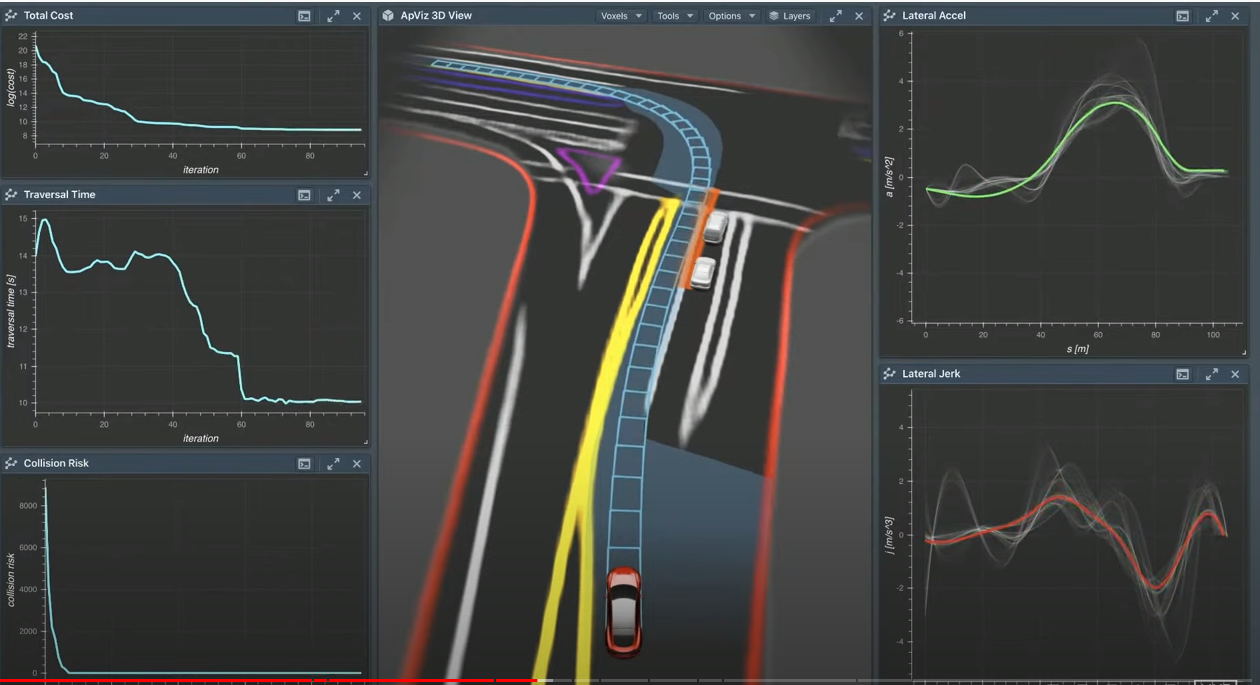 Total Cost
22
20
18
16
14
12
10
8
log(cost)
0
20
40
60
80
iteration
Traversal Time
15
14
13
12
11
10
traversal time [s]
0
20
40
60
80
iteration
Collision Risk
8000
6000
4000
2000
0
collision risk
ApViz 3D View
Voxels
Tools
Options
Layers
Lateral Accel
6
4
2
0
-2
-4
-6
a [m/s^2]
0
20
40
60
80
100
s [m]
Lateral Jerk
4
2
0
-2
-4
j [m/s^3]